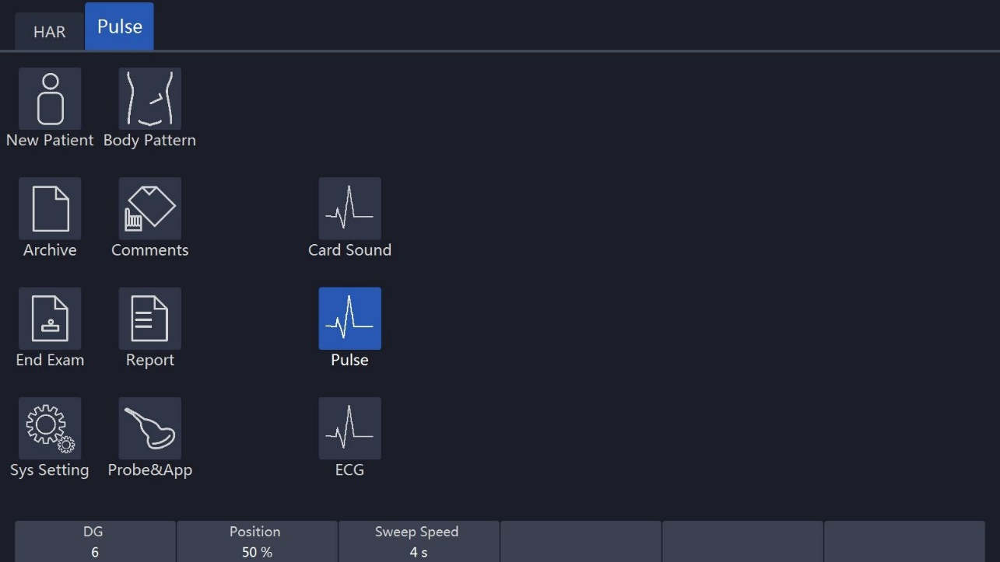 HAR
Pulse
New Patient
Body Pattern
Archive
Comments
Card Sound
End Exam
Report
Pulse
Sys Setting
Probe&App
ECG
DG
Position
Sweep Speed
6
50 %
4 s